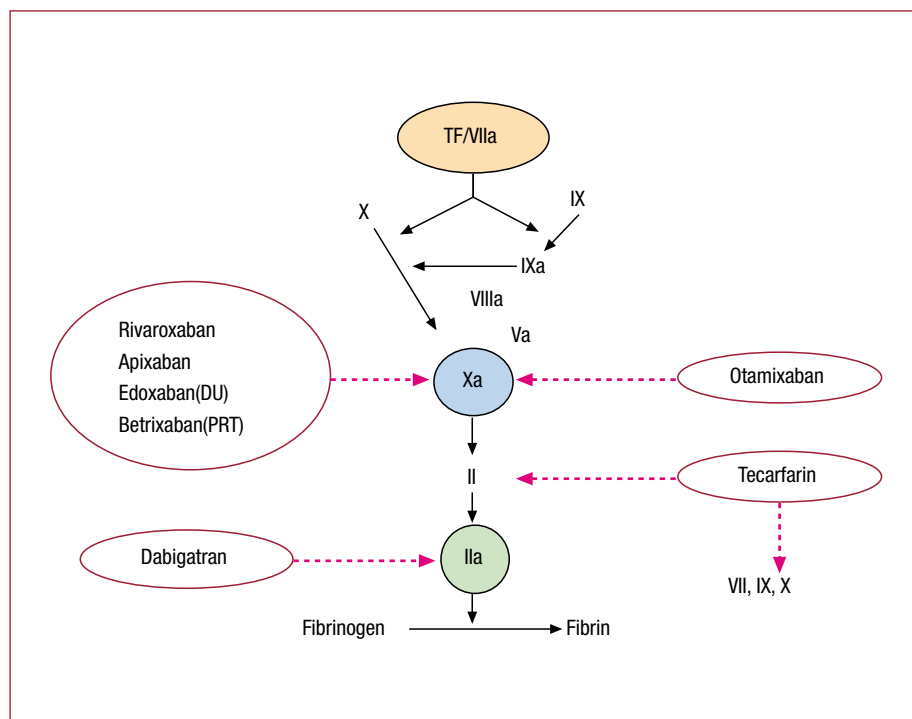 TF/VIIa
X
IX
IXa
VIIIa
Va
Rivaroxaban
Apixaban
Edoxaban(DU)
Betrixaban(PRT)
Xa
Otamixaban
II
Tecarfarin
Dabigatran
IIa
VII, IX, X
Fibrinogen
Fibrin